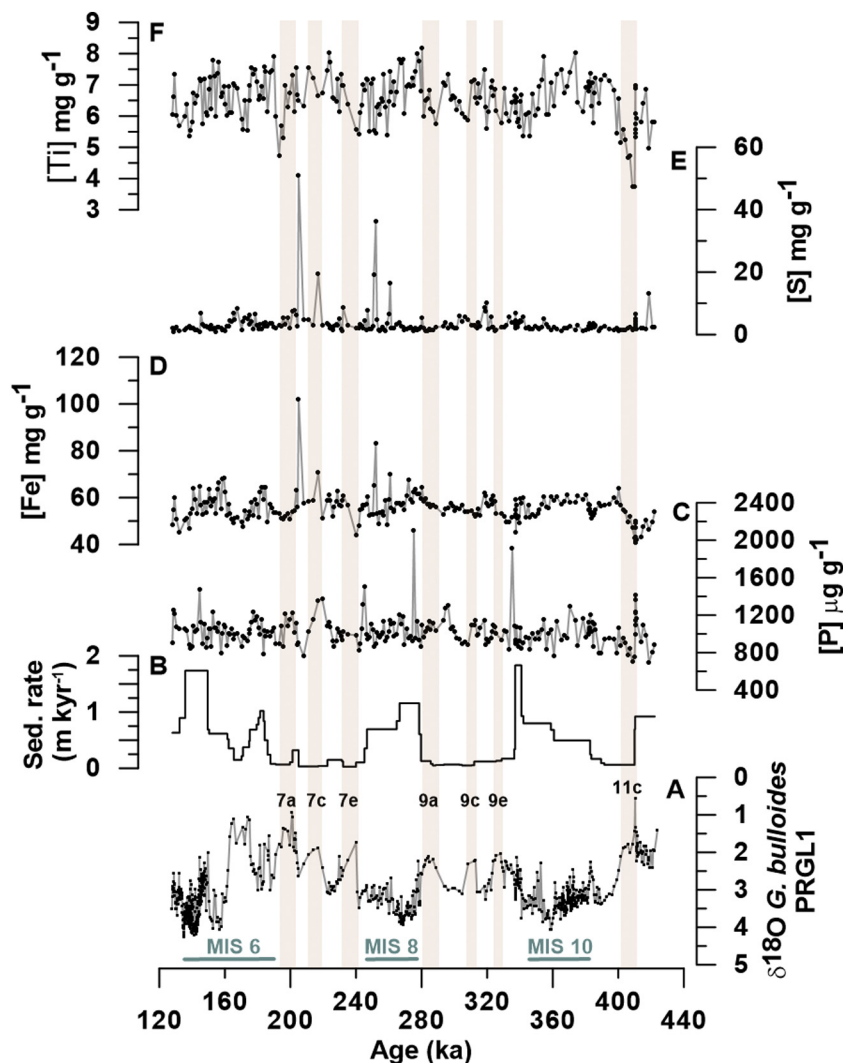 F
9
8
7
6
5
4
3
[Ti] mg g-1
E
60
40
20
0
[S] mg g-1
D
120
100
80
60
40
[Fe] mg g-1
C
2400
2000
1600
1200
800
400
[P] µg g-1
B
2
1
0
Sed. rate
(m kyr-1)
A
0
1
2
3
4
5
δ18O G. bulloides
PRGL1
7a 7c 7e 9a 9c 9e 11c
MIS 6 MIS 8 MIS 10
120 160 200 240 280 320 360 400 440
Age (ka)